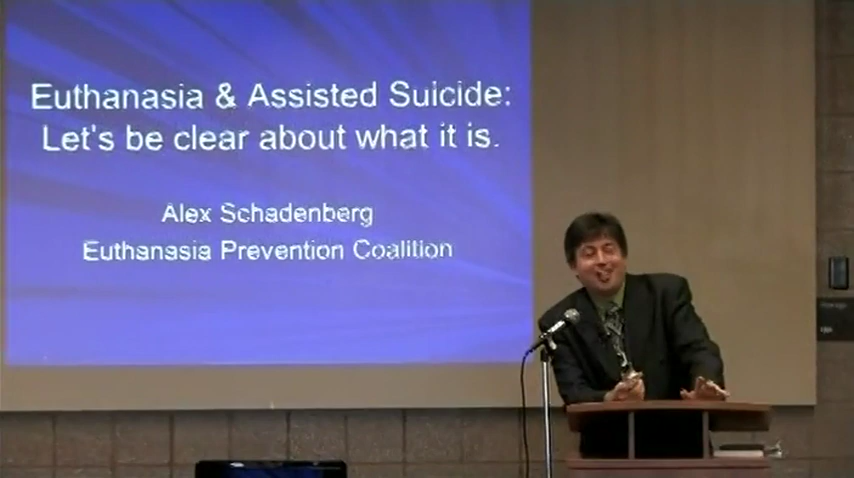 Euthanasia & Assisted Suicide:
Let's be clear about what it is.
Alex Schadenberg
Euthanasia Prevention Coalition